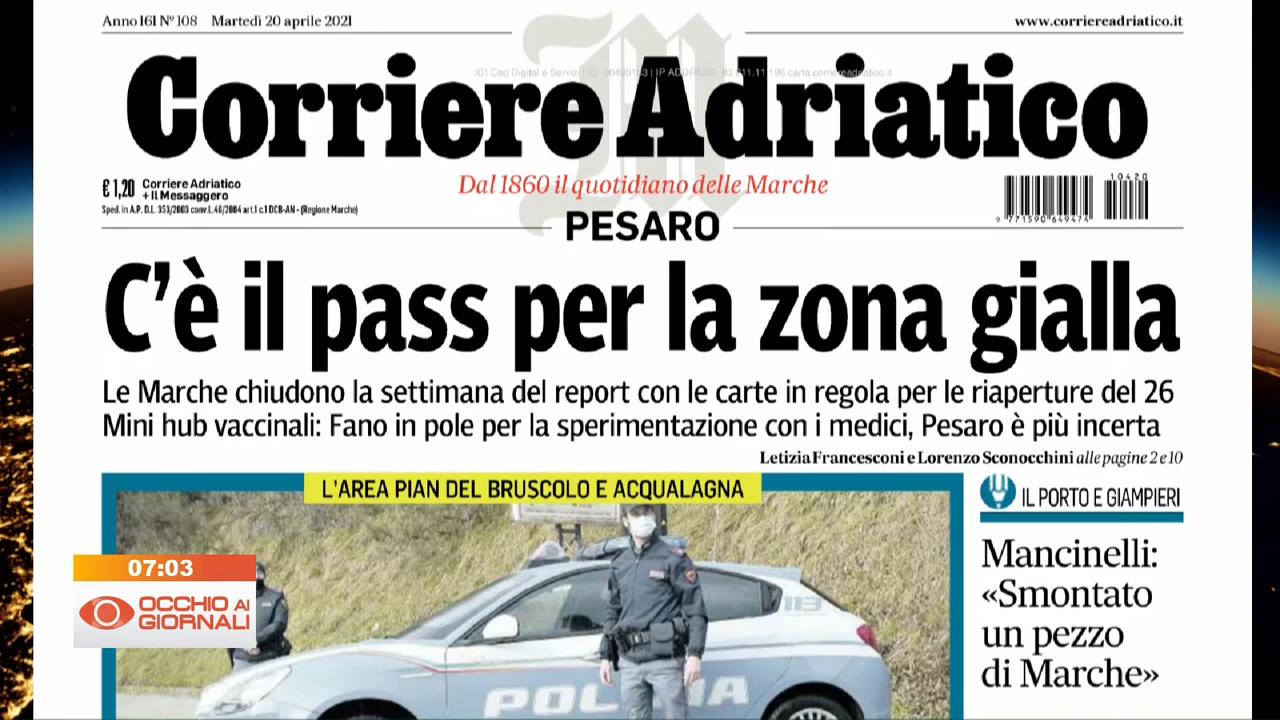 Anno 161 N° 108 Martedì 20 aprile 2021
www.corriereadriatico.it
Corriere Adriatico
€ 1,20 Corriere Adriatico
+ Il Messaggero
Sped. in A.P. D.L. 353/2003 conv.L.46/2004 art.1 c.1 DCB-AN - (Regione Marche)
Dal 1860 il quotidiano delle Marche
10420
9 771590 649474
PESARO
C'è il pass per la zona gialla
Le Marche chiudono la settimana del report con le carte in regola per le riaperture del 26
Mini hub vaccinali: Fano in pole per la sperimentazione con i medici, Pesaro è più incerta
Letizia Francesconi e Lorenzo Sconocchini alle pagine 2 e 10
L'AREA PIAN DEL BRUSCOLO E ACQUALAGNA
IL PORTO E GIAMPIERI
Mancinelli:
«Smontato
un pezzo
di Marche»
07:03
OCCHIO AI
GIORNALI
113
POLIZIA